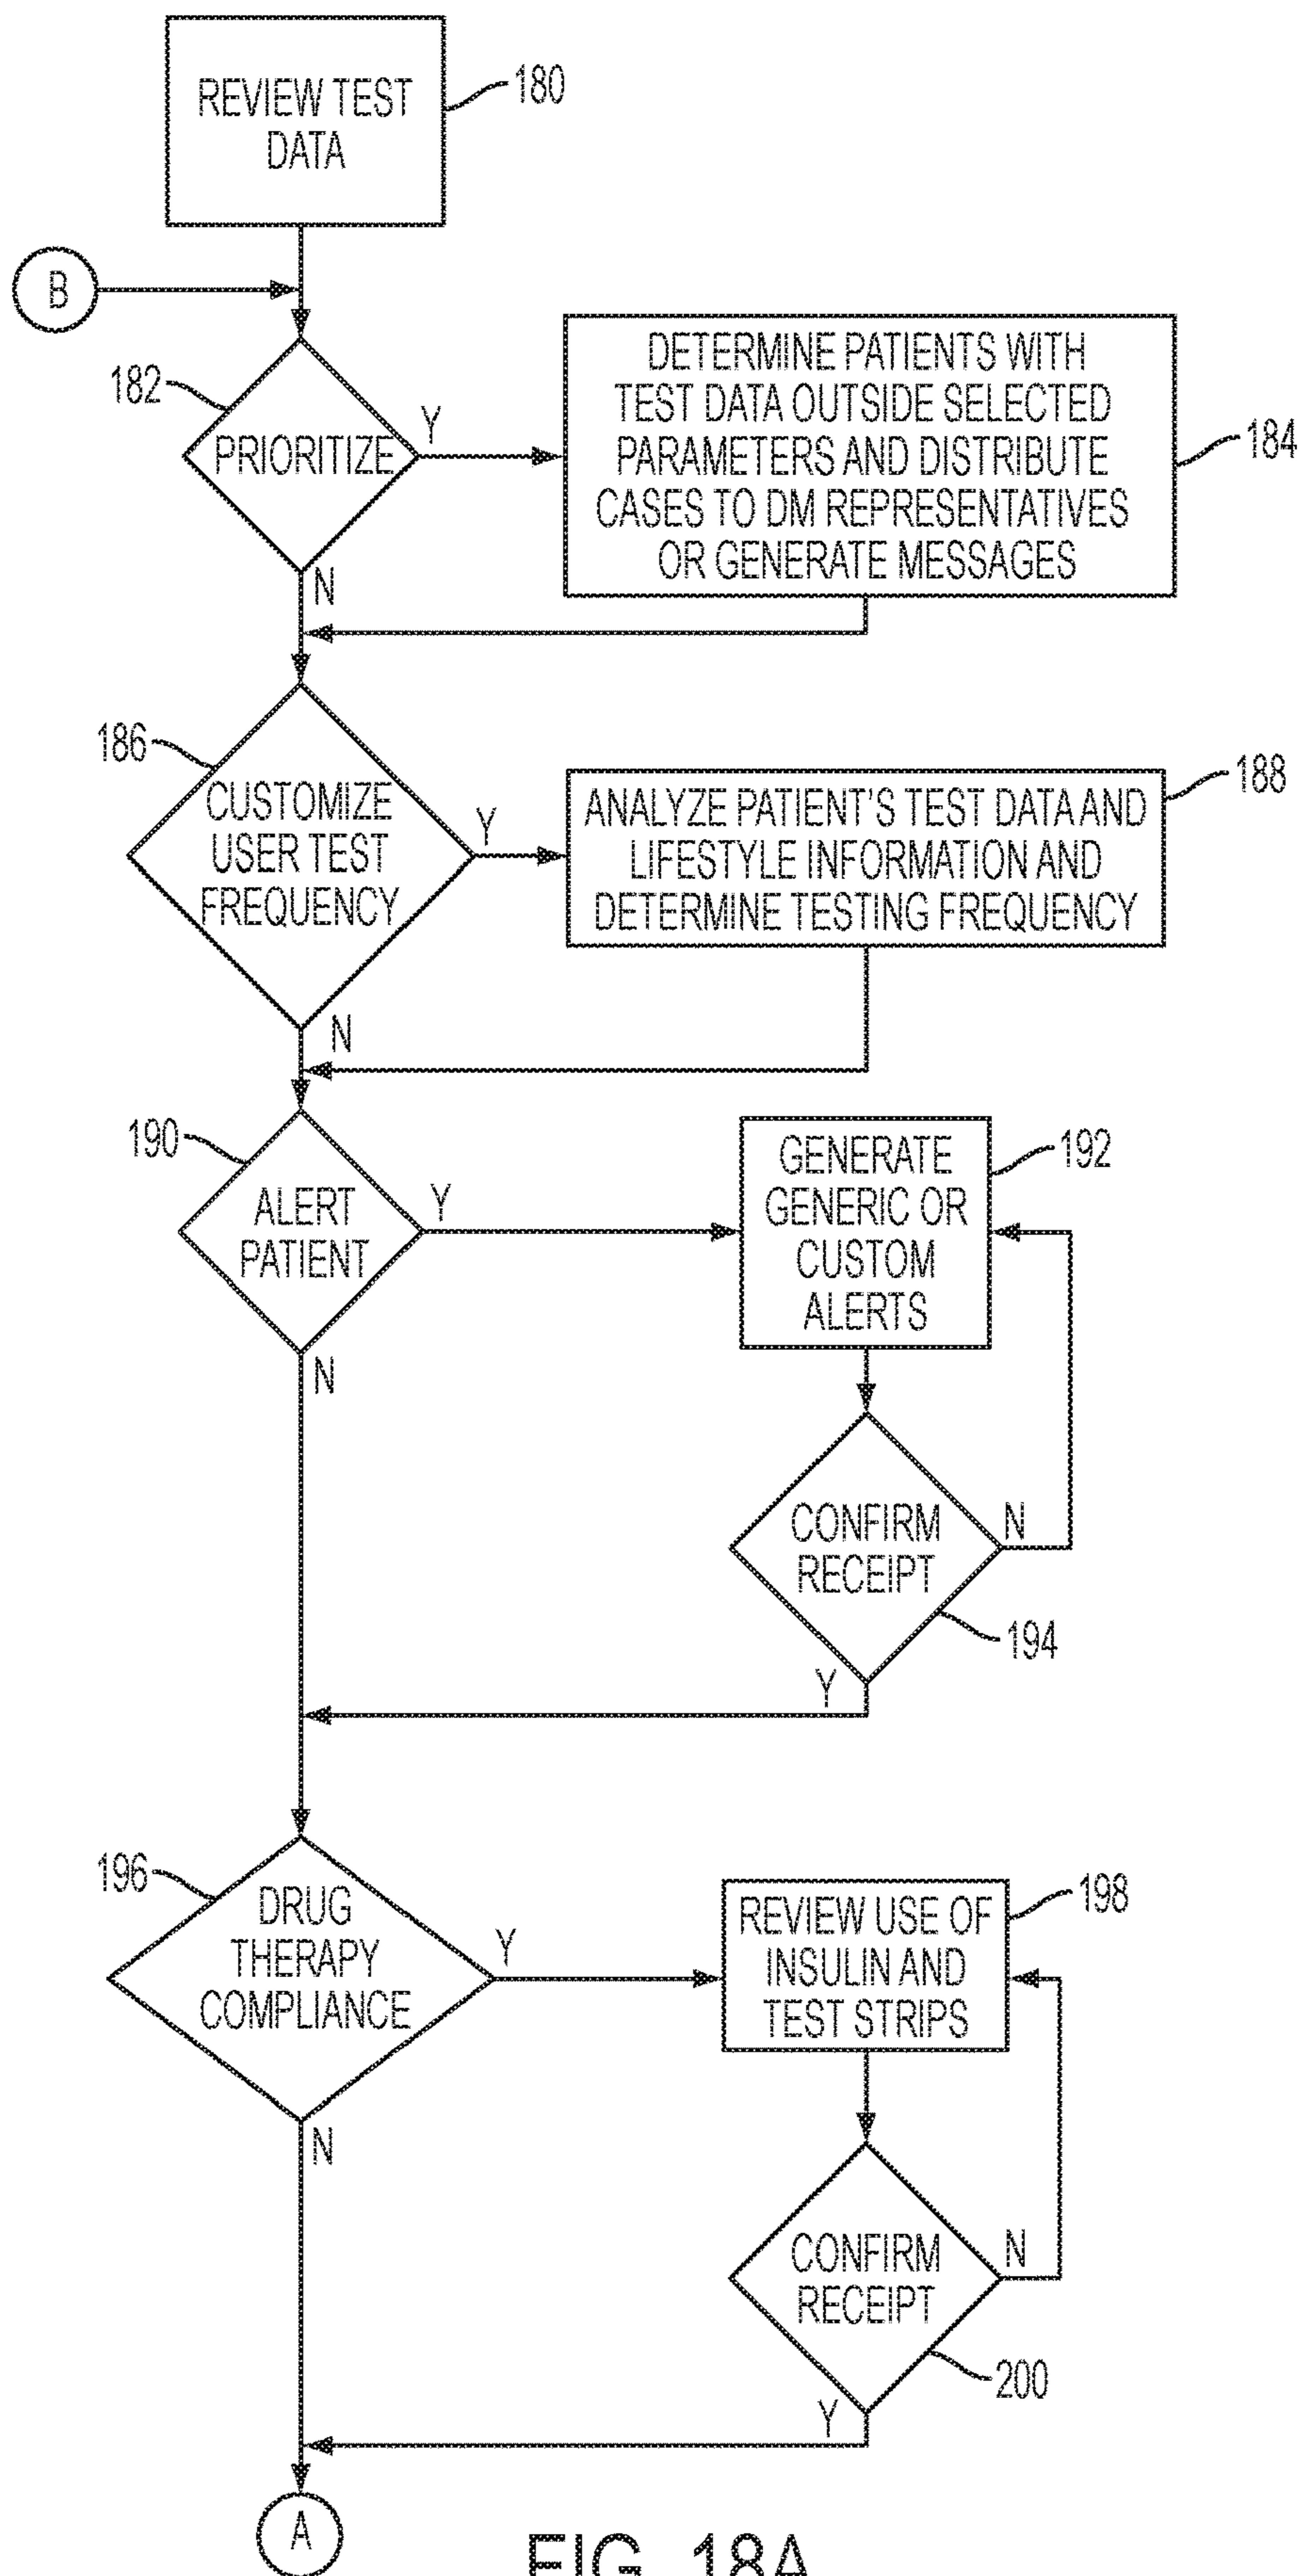 REVIEW TEST
DATA
180
B
182
PRIORITIZE
Y
N
DETERMINE PATIENTS WITH
TEST DATA OUTSIDE SELECTED
PARAMETERS AND DISTRIBUTE
CASES TO DM REPRESENTATIVES
OR GENERATE MESSAGES
184
186
CUSTOMIZE
USER TEST
FREQUENCY
Y
N
ANALYZE PATIENT'S TEST DATA AND
LIFESTYLE INFORMATION AND
DETERMINE TESTING FREQUENCY
188
190
ALERT
PATIENT
Y
N
GENERATE
GENERIC OR
CUSTOM
ALERTS
192
CONFIRM
RECEIPT
N
194
Y
196
DRUG
THERAPY
COMPLIANCE
Y
N
REVIEW USE OF
INSULIN AND
TEST STRIPS
198
CONFIRM
RECEIPT
N
200
Y
A
FIG. 18A